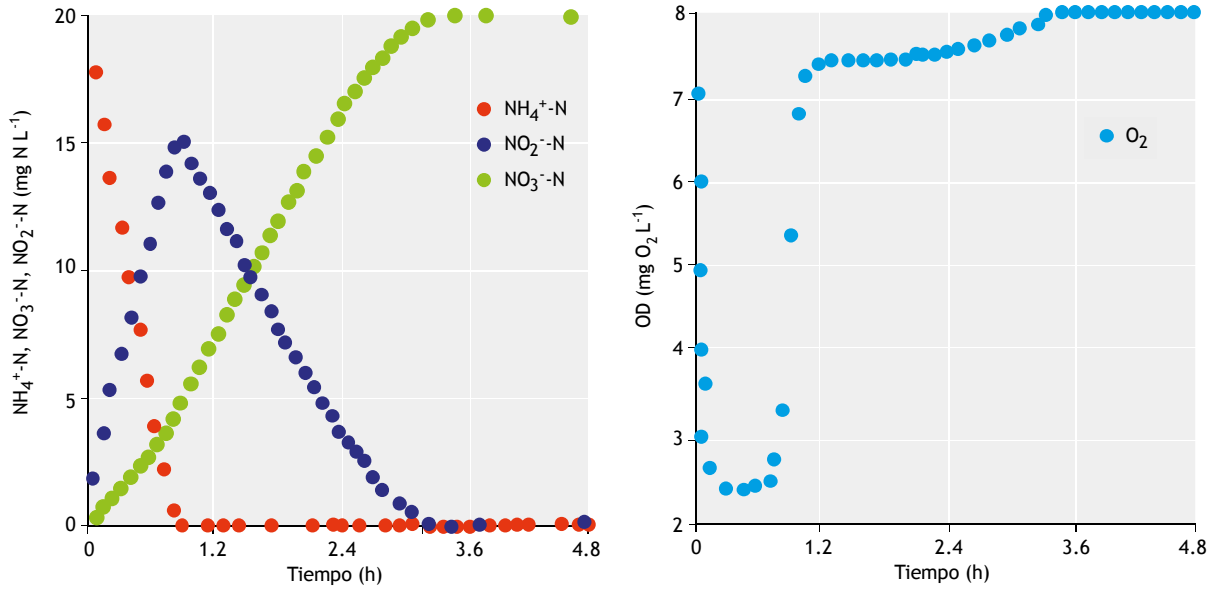 NH₄⁺-N, NO₃⁻-N, NO₂⁻-N (mg N L⁻¹)
20
15
10
5
0
0 1.2 2.4 3.6 4.8
Tiempo (h)
NH₄⁺-N
NO₂⁻-N
NO₃⁻-N
OD (mg O₂ L⁻¹)
8
7
6
5
4
3
2
0 1.2 2.4 3.6 4.8
Tiempo (h)
O₂